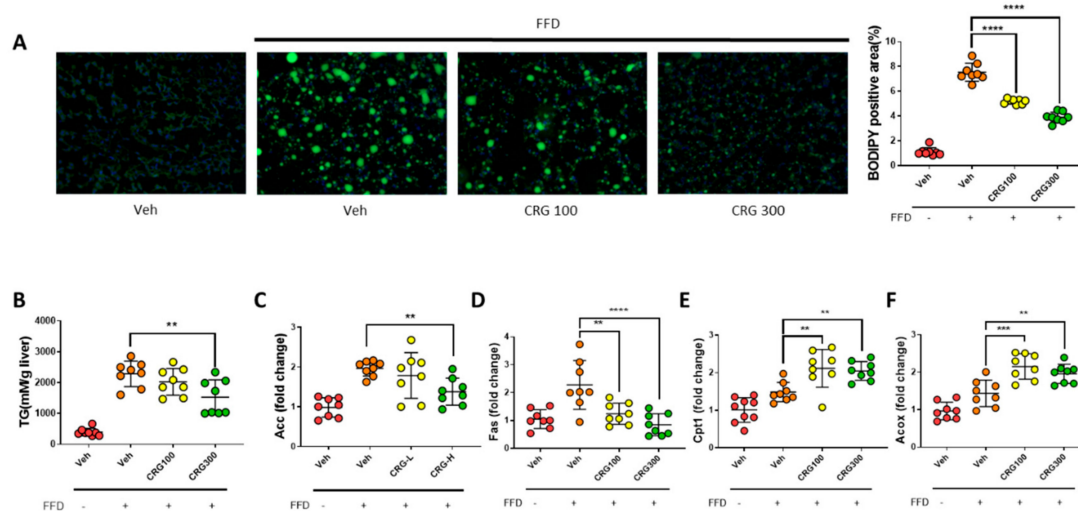 FFD
A
Veh
Veh
CRG 100
CRG 300
****
****
BODIPY positive area(%)
10
8
6
4
2
0
Veh
Veh
CRG100
CRG300
FFD - + + +
B
TG(mM/g liver)
4000
3000
2000
1000
0
**
Veh
Veh
CRG100
CRG300
FFD - + + +
C
Acc (fold change)
2
1
0
**
Veh
Veh
CRG-L
CRG-H
FFD - + + +
D
Fas (fold change)
4
3
2
1
0
****
**
Veh
Veh
CRG100
CRG300
FFD - + + +
E
Cpt1 (fold change)
3
2
1
0
**
**
Veh
Veh
CRG100
CRG300
FFD - + + +
F
Acox (fold change)
3
2
1
0
**
***
Veh
Veh
CRG100
CRG300
FFD - + + +